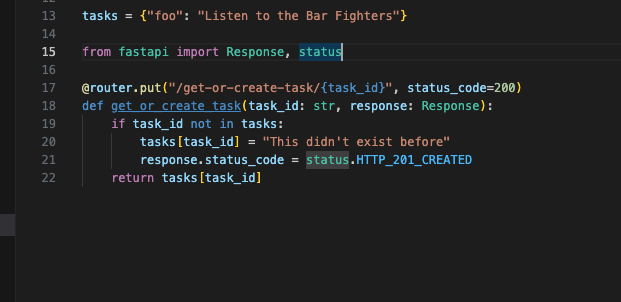 13 tasks = {"foo": "Listen to the Bar Fighters"}
14
15 from fastapi import Response, status
16
17 @router.put("/get-or-create-task/{task_id}", status_code=200)
18 def get_or_create_task(task_id: str, response: Response):
19     if task_id not in tasks:
20         tasks[task_id] = "This didn't exist before"
21         response.status_code = status.HTTP_201_CREATED
22     return tasks[task_id]